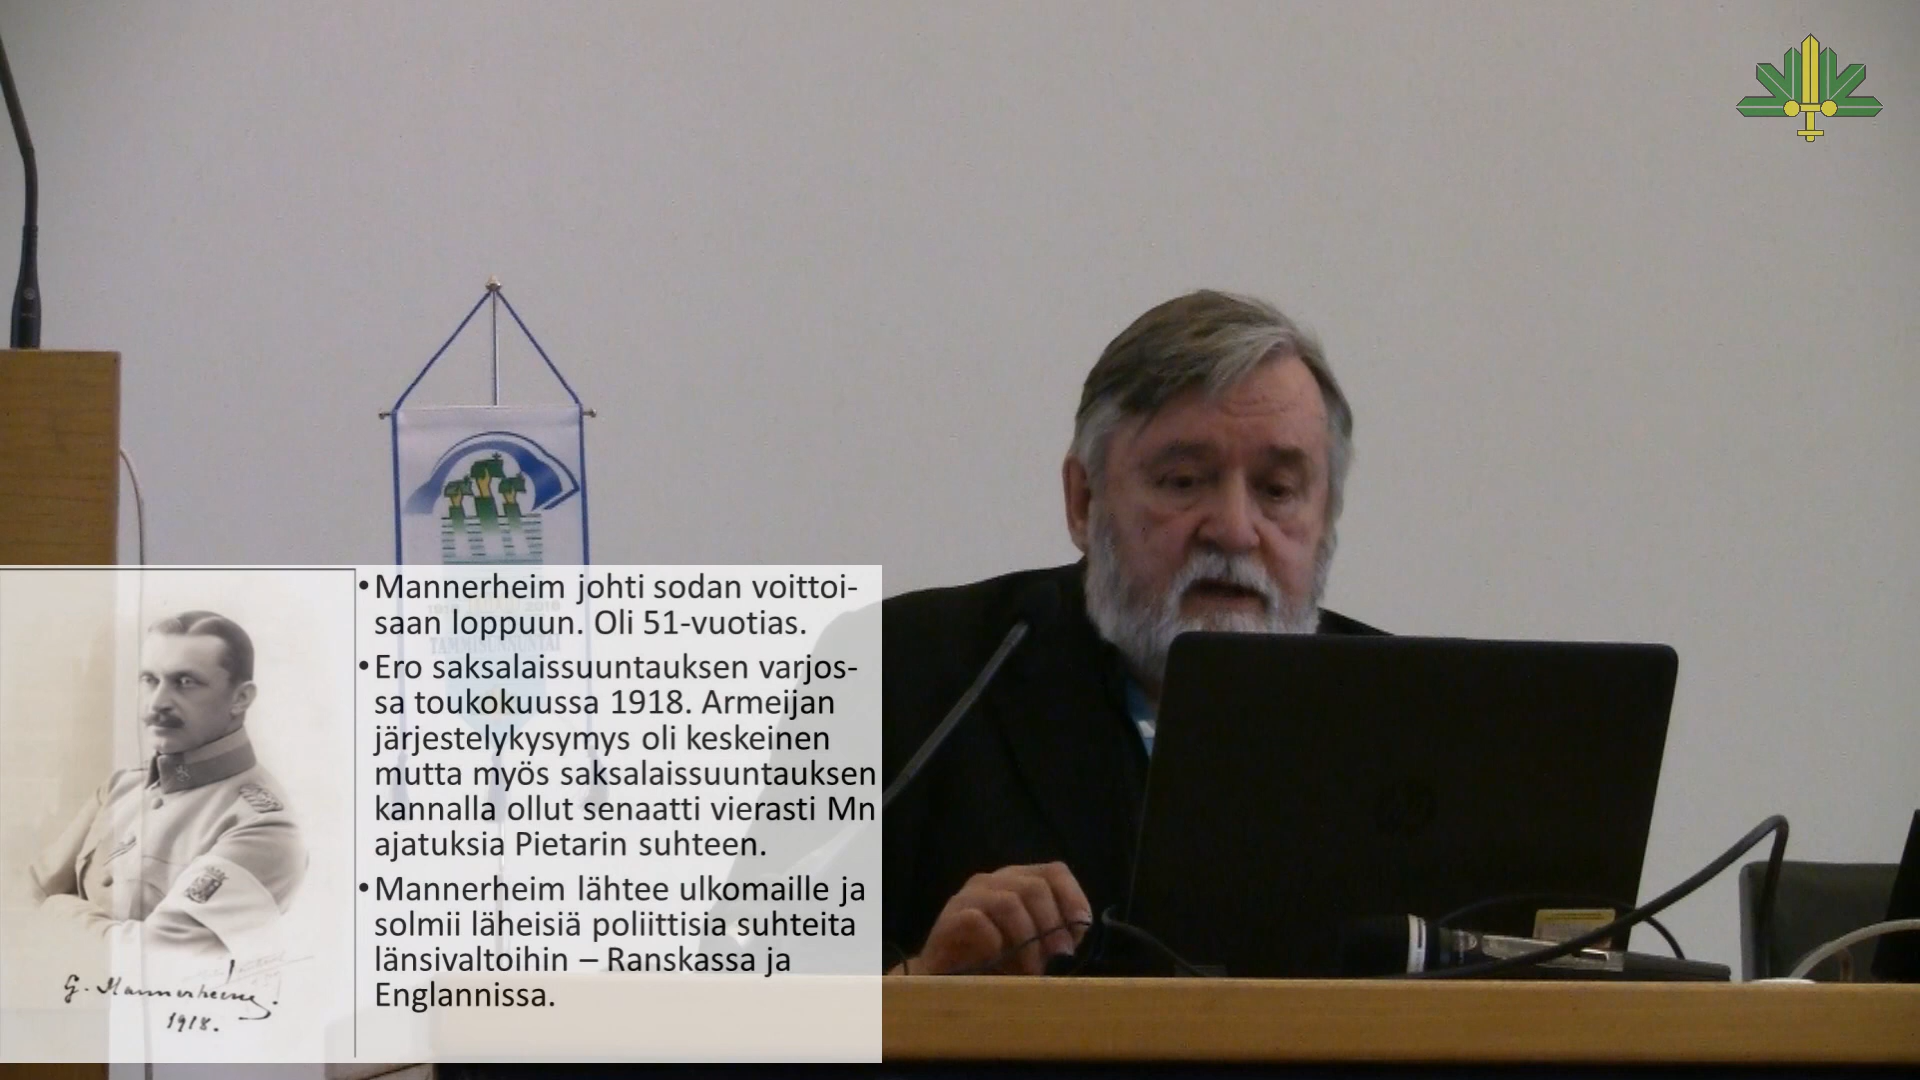 TAMMISUNNUNTAI
• Mannerheim johti sodan voittoi-
saan loppuun. Oli 51-vuotias.
• Ero saksalaissuuntauksen varjos-
sa toukokuussa 1918. Armeijan
järjestelykysymys oli keskeinen
mutta myös saksalaissuuntauksen
kannalla ollut senaatti vierasti Mn
ajatuksia Pietarin suhteen.
• Mannerheim lähtee ulkomaille ja
solmii läheisiä poliittisia suhteita
länsivaltoihin – Ranskassa ja
Englannissa.
G. Mannerheim.
1918.